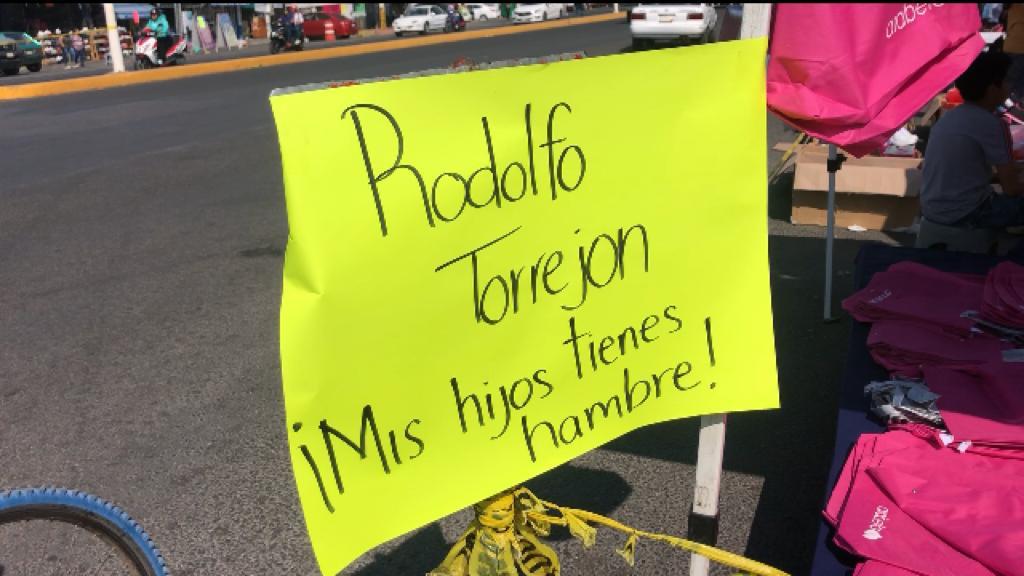 Rodolfo
Torrejon
¡Mis hijos tienes
hambre!